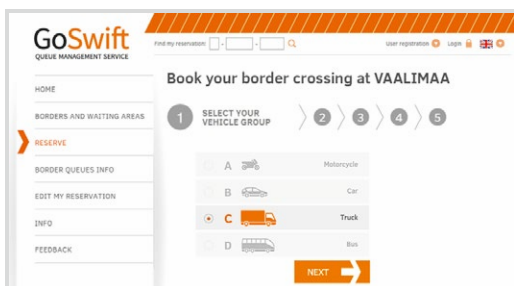 GoSwift
QUEUE MANAGEMENT SERVICE
Find my reservation: - -
User registration
Login
HOME
BORDERS AND WAITING AREAS
RESERVE
BORDER QUEUES INFO
EDIT MY RESERVATION
INFO
FEEDBACK
Book your border crossing at VAALIMAA
1 SELECT YOUR
VEHICLE GROUP 2 3 4 5
A Motorcycle
B Car
C Truck
D Bus
NEXT